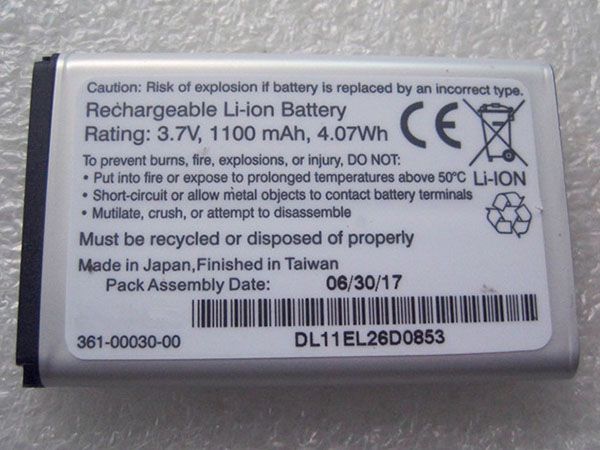 Caution: Risk of explosion if battery is replaced by an incorrect type.
Rechargeable Li-ion Battery
Rating: 3.7V, 1100 mAh, 4.07Wh
CE
To prevent burns, fire, explosions, or injury, DO NOT:
• Put into fire or expose to prolonged temperatures above 50°C
• Short-circuit or allow metal objects to contact battery terminals
• Mutilate, crush, or attempt to disassemble
Li-ION
Must be recycled or disposed of properly
Made in Japan,Finished in Taiwan
Pack Assembly Date: 06/30/17
361-00030-00
DL11EL26D0853